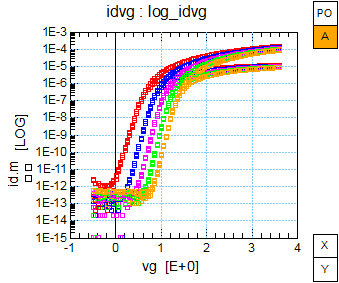 idvg : log_idvg
PO
A
1E-3
1E-4
1E-5
1E-6
1E-7
1E-8
1E-9
1E-10
1E-11
1E-12
1E-13
1E-14
1E-15
id.m [LOG]
-1
0
1
2
3
4
vg [E+0]
X
Y